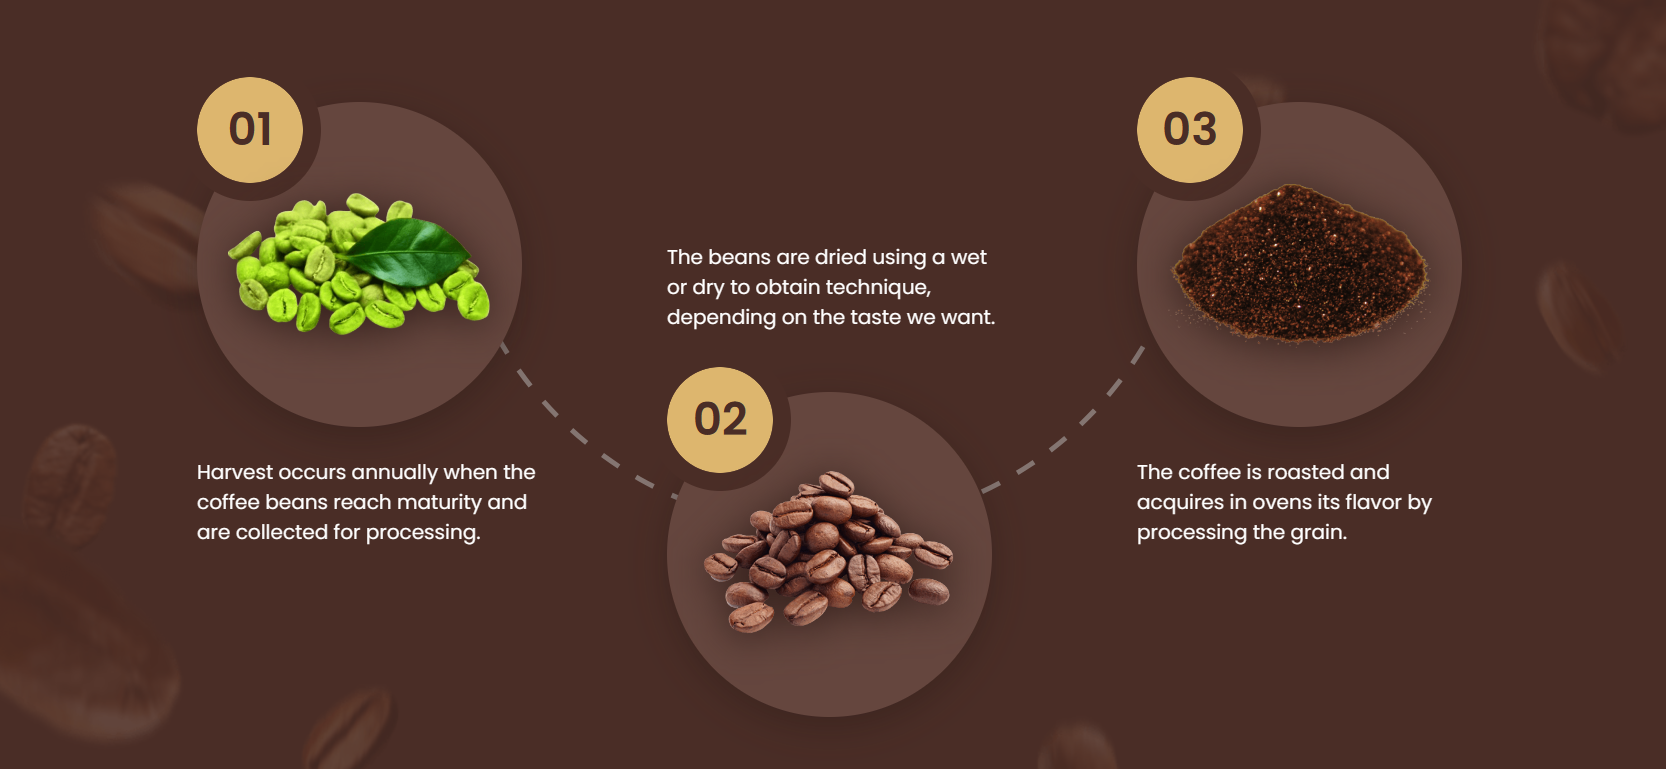 01
Harvest occurs annually when the
coffee beans reach maturity and
are collected for processing.
The beans are dried using a wet
or dry to obtain technique,
depending on the taste we want.
02
03
The coffee is roasted and
acquires in ovens its flavor by
processing the grain.